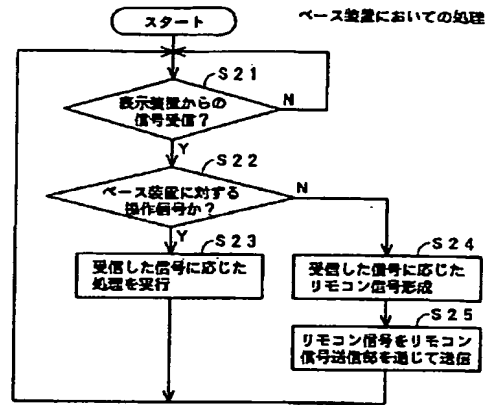 ベース装置においての処理
スタート
S21
表示装置からの
信号受信？
N
Y
S22
ベース装置に対する
操作信号か？
N
Y
S23
受信した信号に応じた
処理を実行
S24
受信した信号に応じた
リモコン信号形成
S25
リモコン信号をリモコン
信号送信部を通じて送信